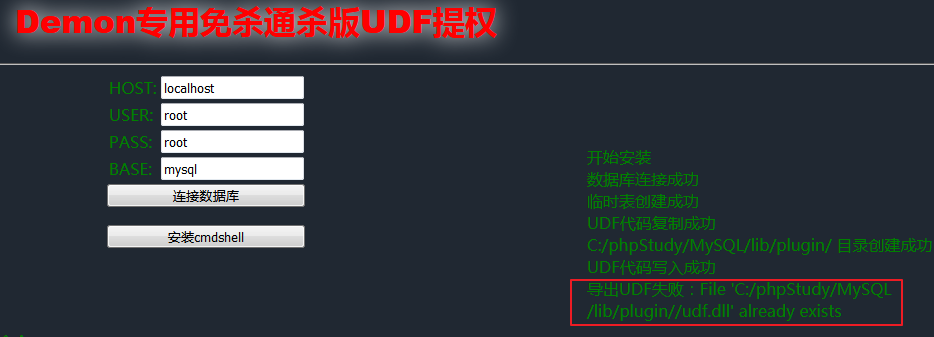 Demon专用免杀通杀版UDF提权
HOST: localhost
USER: root
PASS: root
BASE: mysql
连接数据库
安装cmdshell
开始安装
数据库连接成功
临时表创建成功
UDF代码复制成功
C:/phpStudy/MySQL/lib/plugin/ 目录创建成功
UDF代码写入成功
导出UDF失败：File 'C:/phpStudy/MySQL
/lib/plugin//udf.dll' already exists